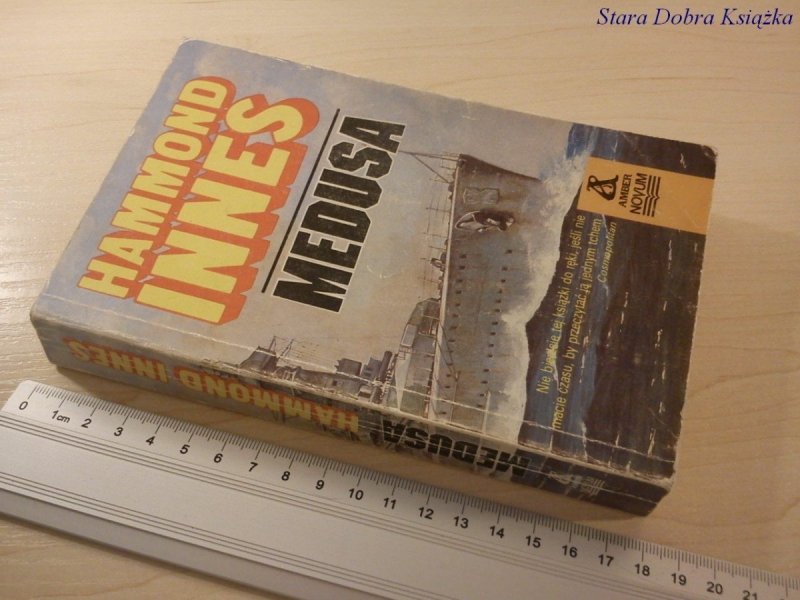 Stara Dobra Książka
HAMMOND
INNES
MEDUSA
AMBER
NOVUM
Nie bierzcie tej książki do ręki, jeśli nie
macie czasu, by przeczytać ją jednym tchem
Cosmopolitan
HAMMOND INNES
MEDUSA
0 1cm 2 3 4 5 6 7 8 9 10 11 12 13 14 15 16 17 18 19 20 21